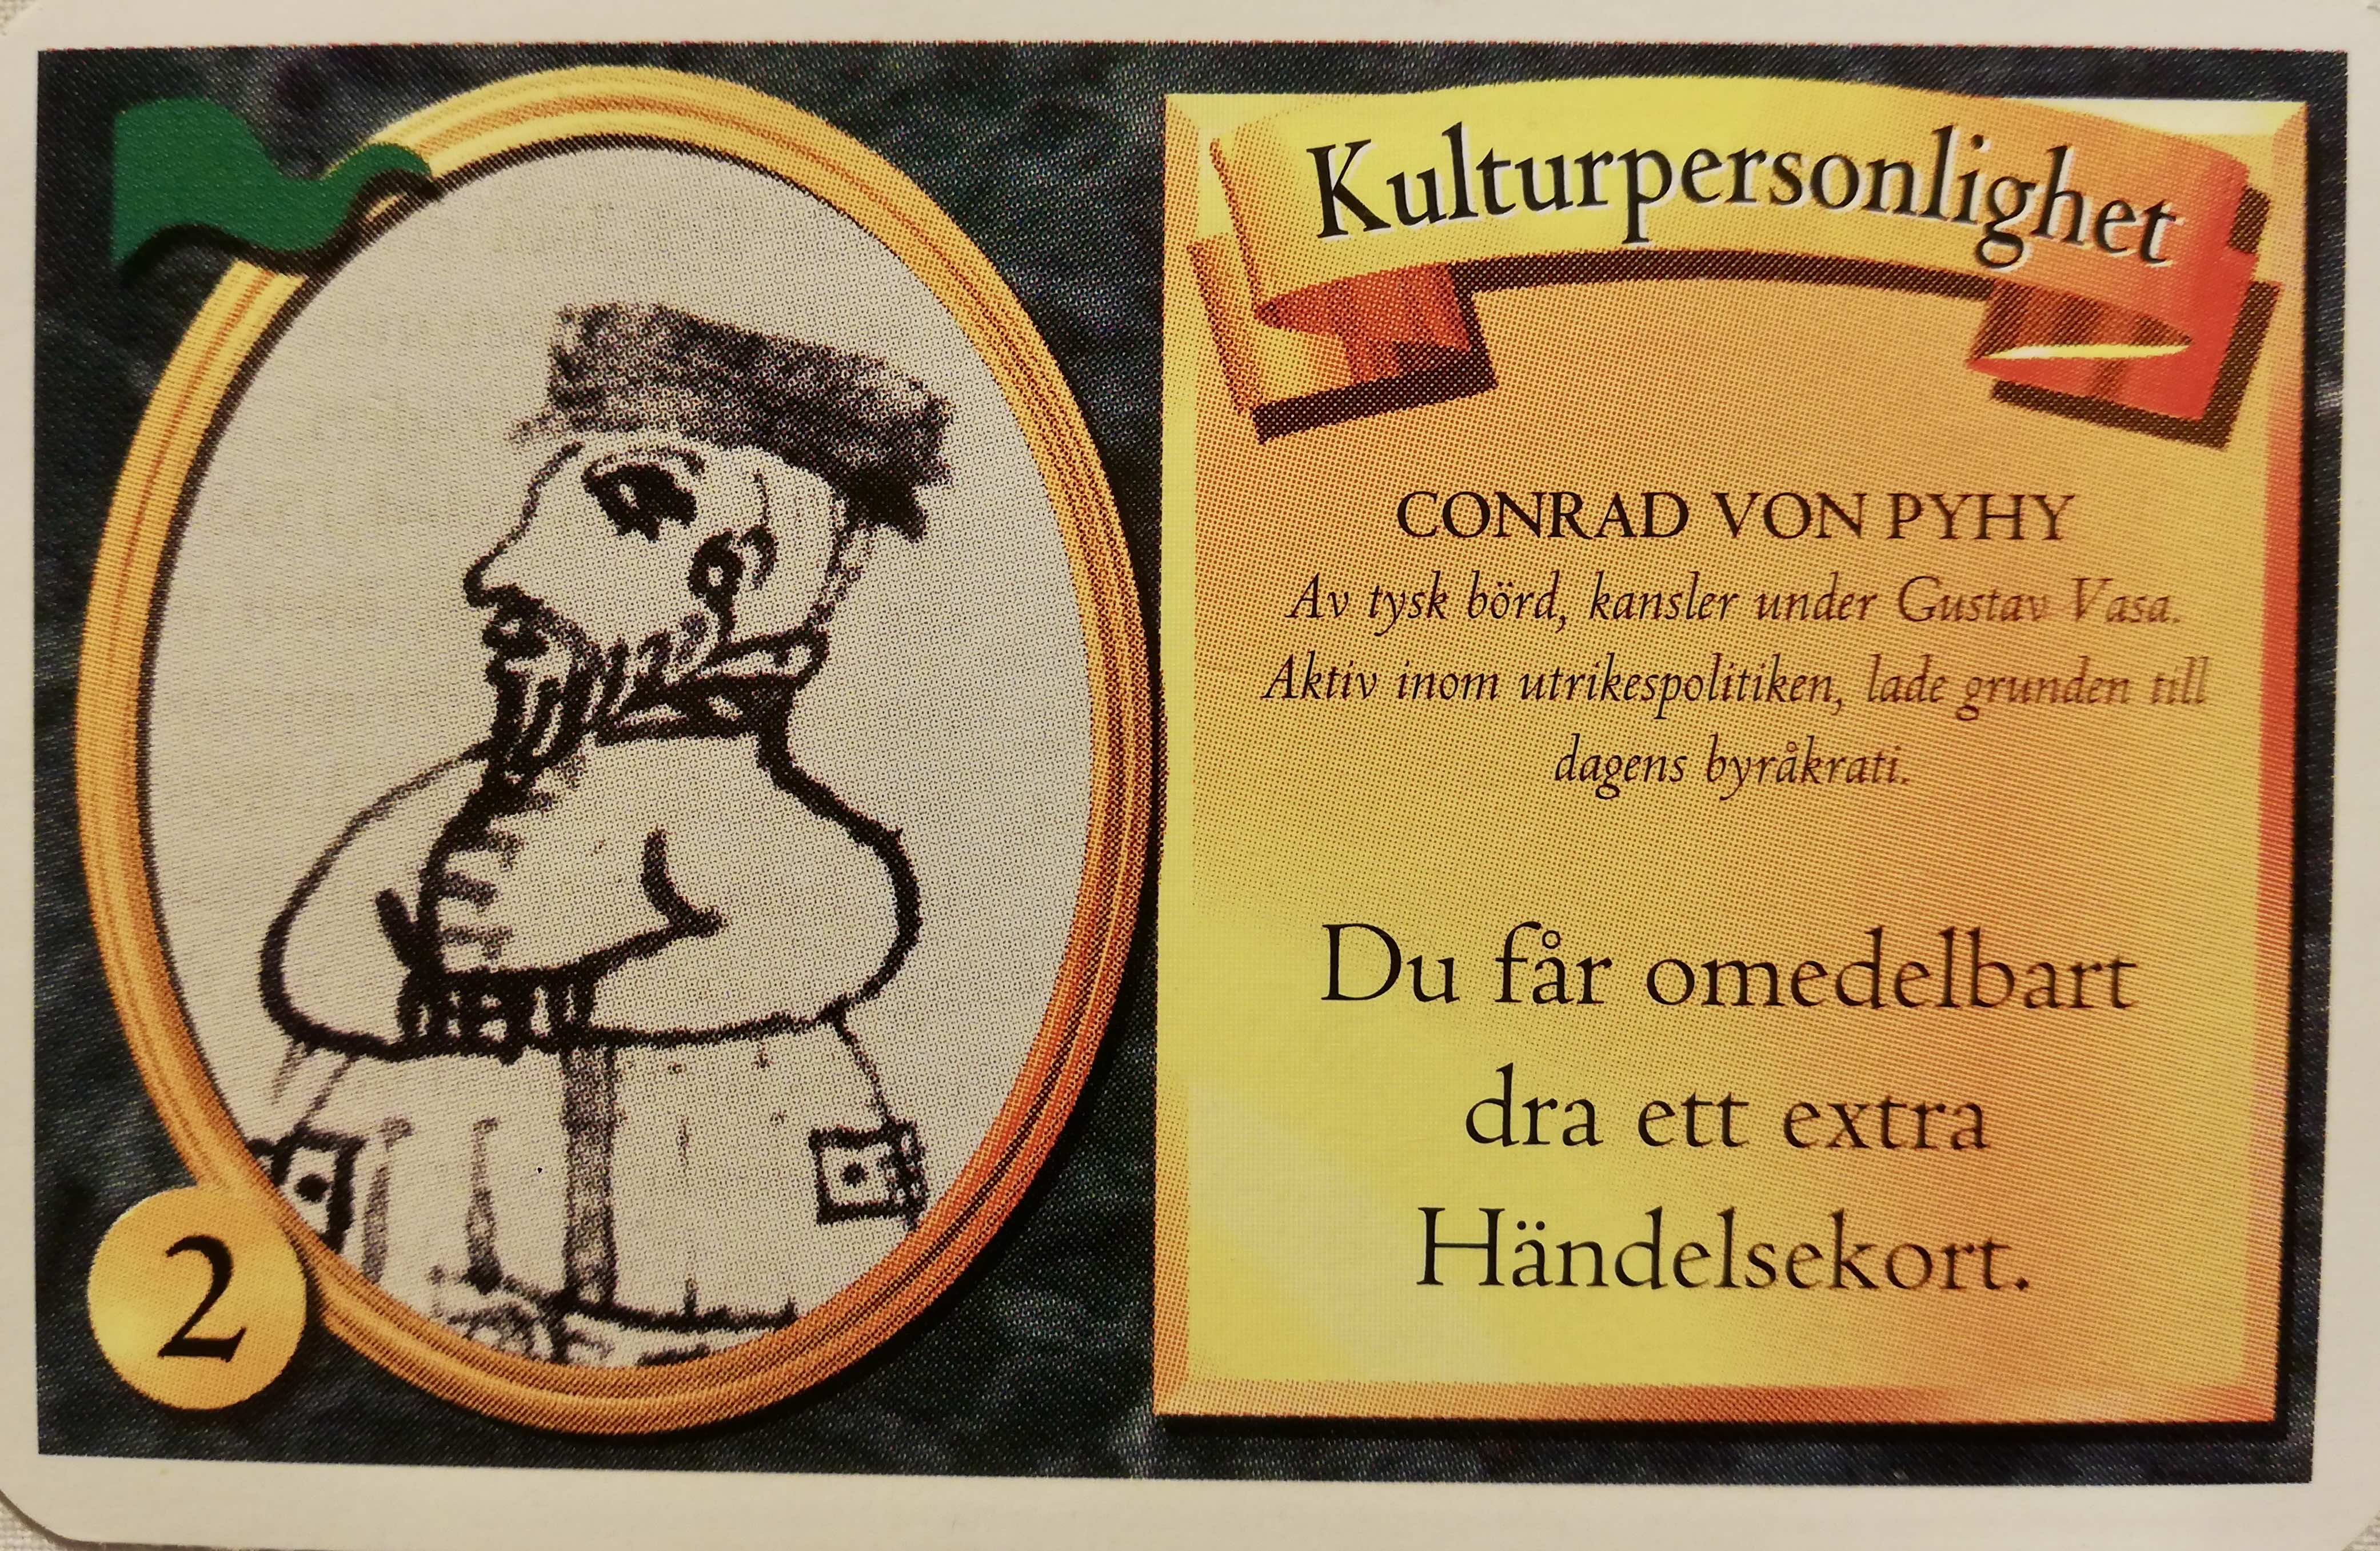 Kulturpersonlighet
CONRAD VON PYHY
Av tysk börd, kansler under Gustav Vasa.
Aktiv inom utrikespolitiken, lade grunden till
dagens byråkrati.
Du får omedelbart
dra ett extra
Händelsekort.
2